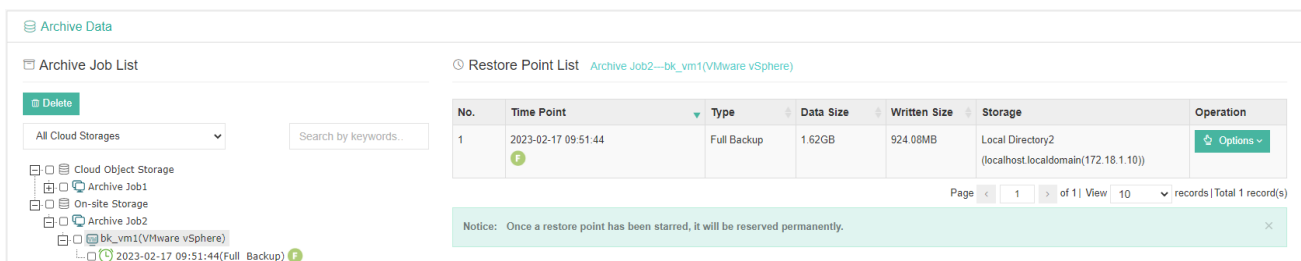 Archive Data
Archive Job List
Delete
All Cloud Storages
Search by keywords..
Cloud Object Storage
Archive Job1
On-site Storage
Archive Job2
bk_vm1(VMware vSphere)
2023-02-17 09:51:44(Full Backup) F
Restore Point List Archive Job2---bk_vm1(VMware vSphere)
No. Time Point Type Data Size Written Size Storage Operation
1 2023-02-17 09:51:44 Full Backup 1.62GB 924.08MB Local Directory2 Options
F (localhost.localdomain(172.18.1.10))
Page < 1 > of 1| View 10 records|Total 1 record(s)
Notice: Once a restore point has been starred, it will be reserved permanently. ×